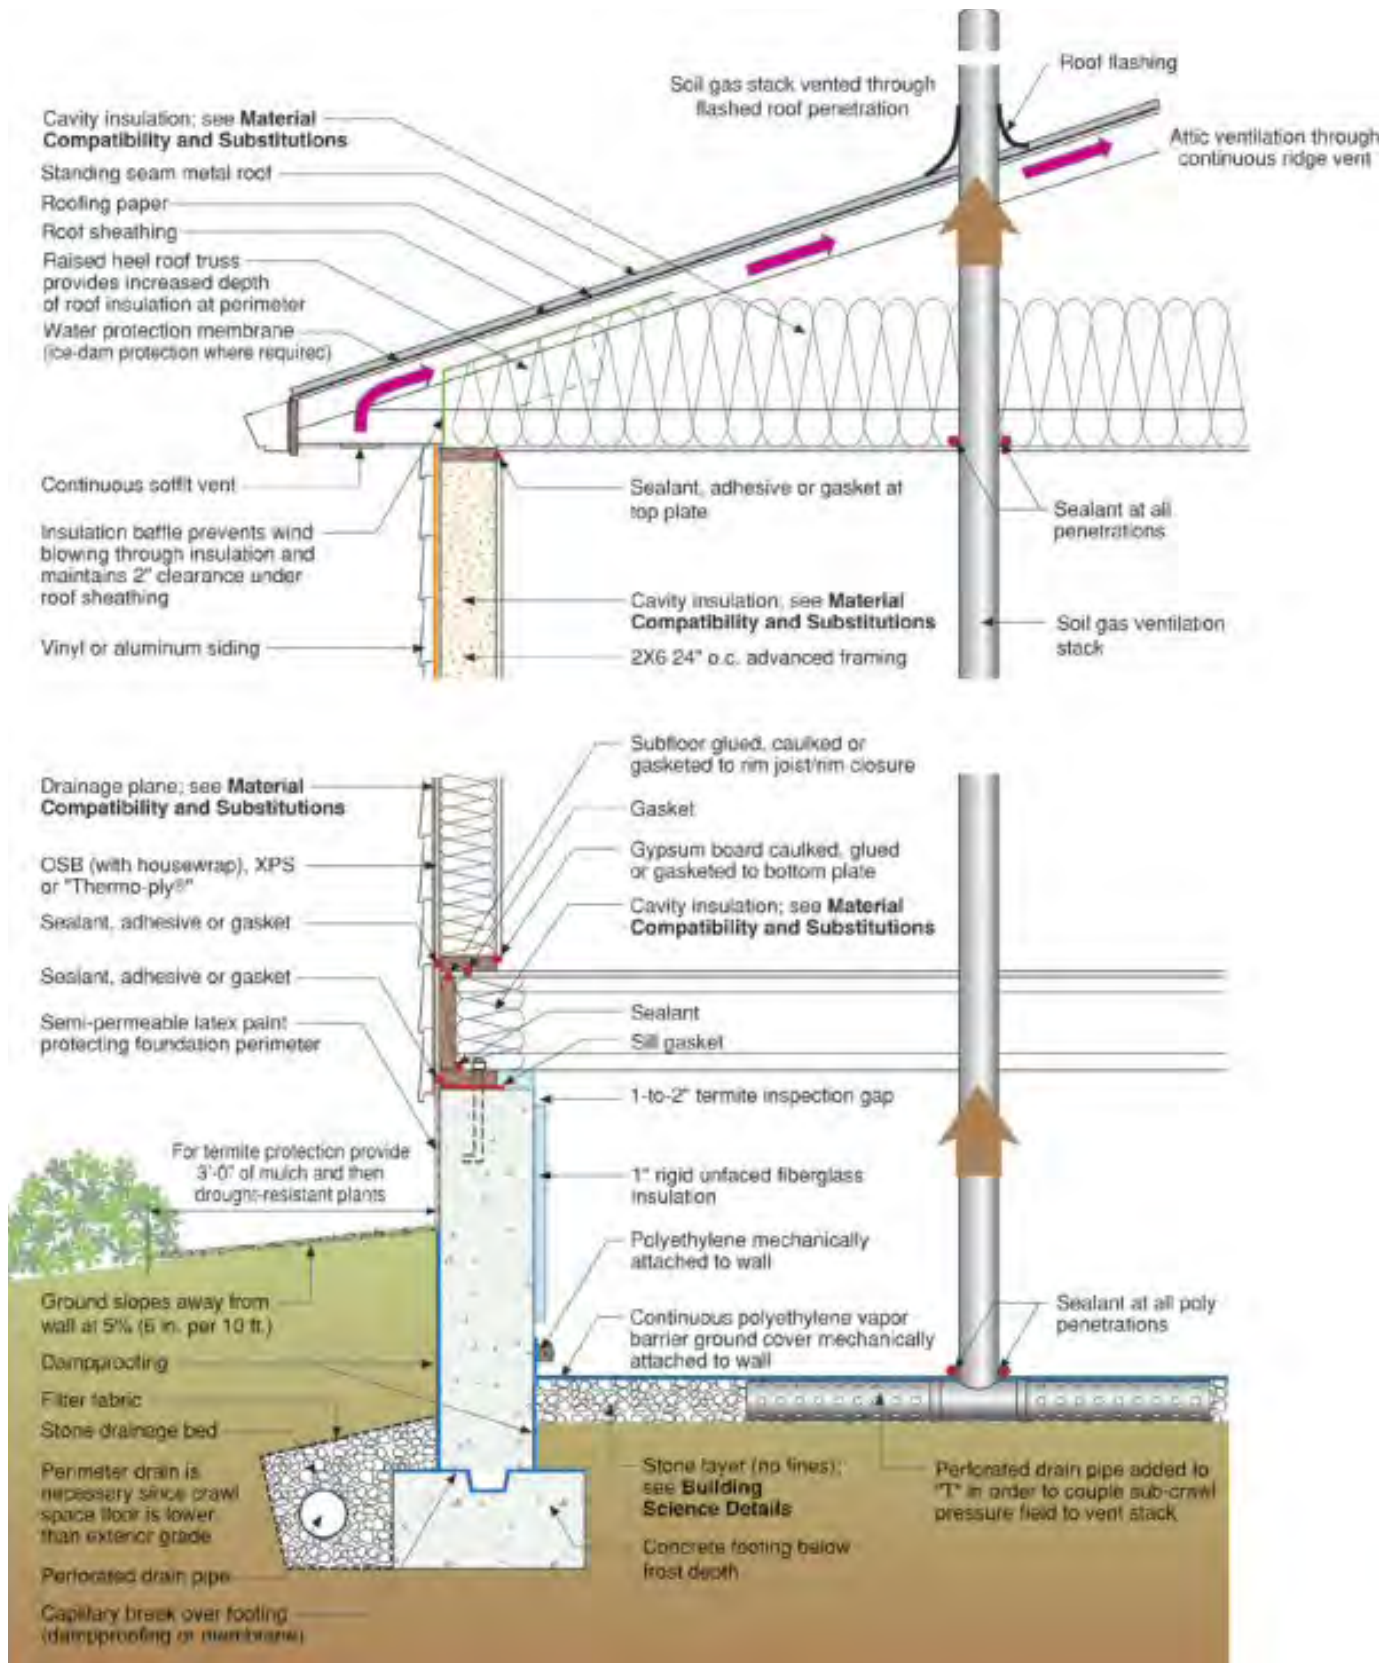 Roof flashing
Soil gas stack vented through
flashed roof penetration
Cavity insulation; see Material
Compatibility and Substitutions
Attic ventilation through
continuous ridge vent
Standing seam metal roof
Roofing paper
Roof sheathing
Raised heel roof truss
provides increased depth
of roof insulation at perimeter
Water protection membrane
(ice-dam protection where required)
Continuous soffit vent
Sealant, adhesive or gasket at
top plate
Sealant at all
penetrations
Insulation baffle prevents wind
blowing through insulation and
maintains 2" clearance under
roof sheathing
Cavity insulation; see Material
Compatibility and Substitutions
Soil gas ventilation
stack
Vinyl or aluminum siding
2X6 24" o.c. advanced framing
Subfloor glued, caulked or
gasketed to rim joist/rim closure
Drainage plane; see Material
Compatibility and Substitutions
Gasket
Gypsum board caulked, glued
or gasketed to bottom plate
OSB (with housewrap), XPS
or "Thermo-ply®"
Cavity insulation; see Material
Compatibility and Substitutions
Sealant, adhesive or gasket
Sealant, adhesive or gasket
Sealant
Semi-permeable latex paint
protecting foundation perimeter
Sill gasket
1-to-2" termite inspection gap
For termite protection provide
3'-0" of mulch and then
drought-resistant plants
1" rigid unfaced fiberglass
insulation
Polyethylene mechanically
attached to wall
Ground slopes away from
wall at 5% (6 in. per 10 ft.)
Continuous polyethylene vapor
barrier ground cover mechanically
attached to wall
Sealant at all poly
penetrations
Dampproofing
Filter fabric
Stone drainage bed
Perimeter drain is
necessary since crawl
space floor is lower
than exterior grade
Stone layer (no fines);
see Building
Science Details
Perforated drain pipe added to
"T" in order to couple sub-crawl
pressure field to vent stack
Concrete footing below
frost depth
Perforated drain pipe
Capillary break over footing
(dampproofing or membrane)